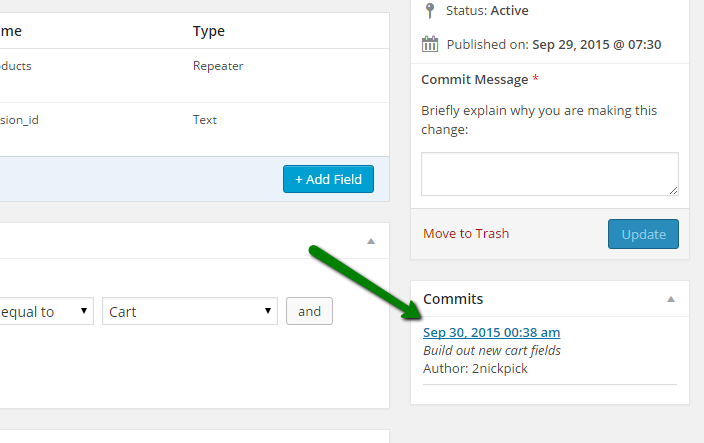 me Type
oducts Repeater
sion_id Text
+ Add Field
equal to Cart and
Status: Active
Published on: Sep 29, 2015 @ 07:30
Commit Message *
Briefly explain why you are making this
change:
Move to Trash Update
Commits
Sep 30, 2015 00:38 am
Build out new cart fields
Author: 2nickpick